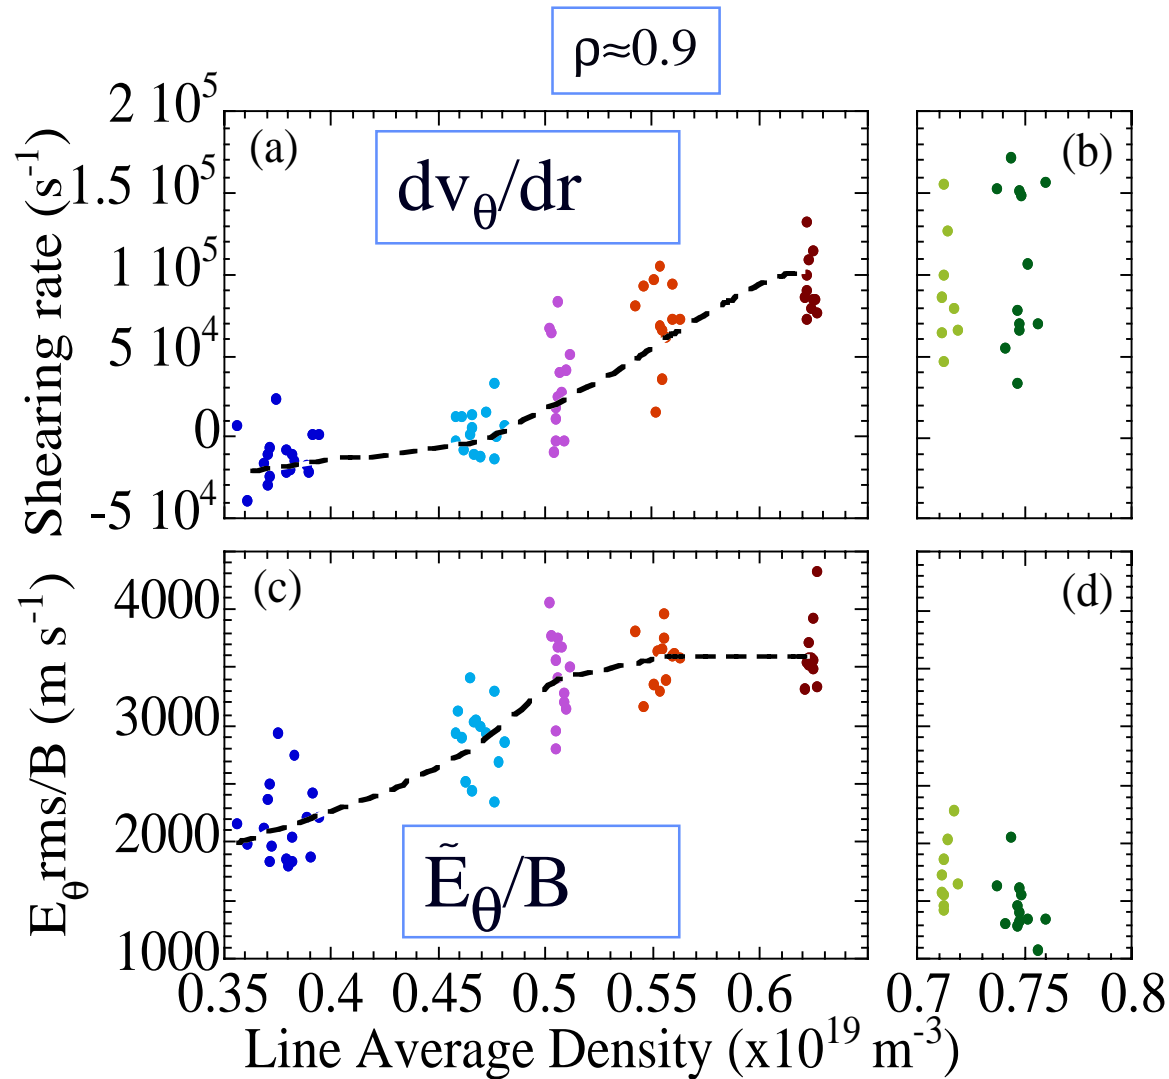 ρ≈0.9
2 10⁵
1.5 10⁵
1 10⁵
5 10⁴
0
-5 10⁴
Shearing rate (s⁻¹)
(a)
dv_θ/dr
(b)
4000
3000
2000
1000
E_θrms/B (m s⁻¹)
(c)
Ẽ_θ/B
(d)
0.35 0.4 0.45 0.5 0.55 0.6 0.7 0.75 0.8
Line Average Density (x10¹⁹ m⁻³)